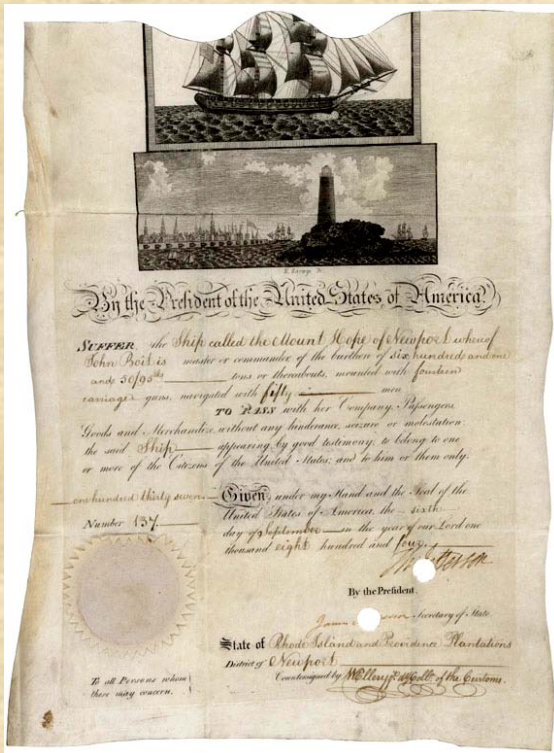 By the President of the United States of America
SUFFER the Ship called the Mount Hope of Newport whereof
John Boit is master or commander of the burthen of six hundred and one
and 50/95ths tons or thereabouts, mounted with fourteen
carriage guns, navigated with fifty men
TO PASS with her Company, Passengers
Goods and Merchandize without any hinderance, seizure or molestation:
the said Ship appearing by good testimony to belong to one
or more of the Citizens of the United States; and to him or them only.
one hundred thirty seven
Number 137
Given under my Hand and the Seal of the
United States of America, the sixth
day of September in the year of our Lord one
thousand eight hundred and four.
By the President.
Secretary of State
State of Rhode Island and Providence Plantations
District of Newport
Countersigned by Wm Ellery Collr. of the Customs.
To all Persons whom
these may concern.